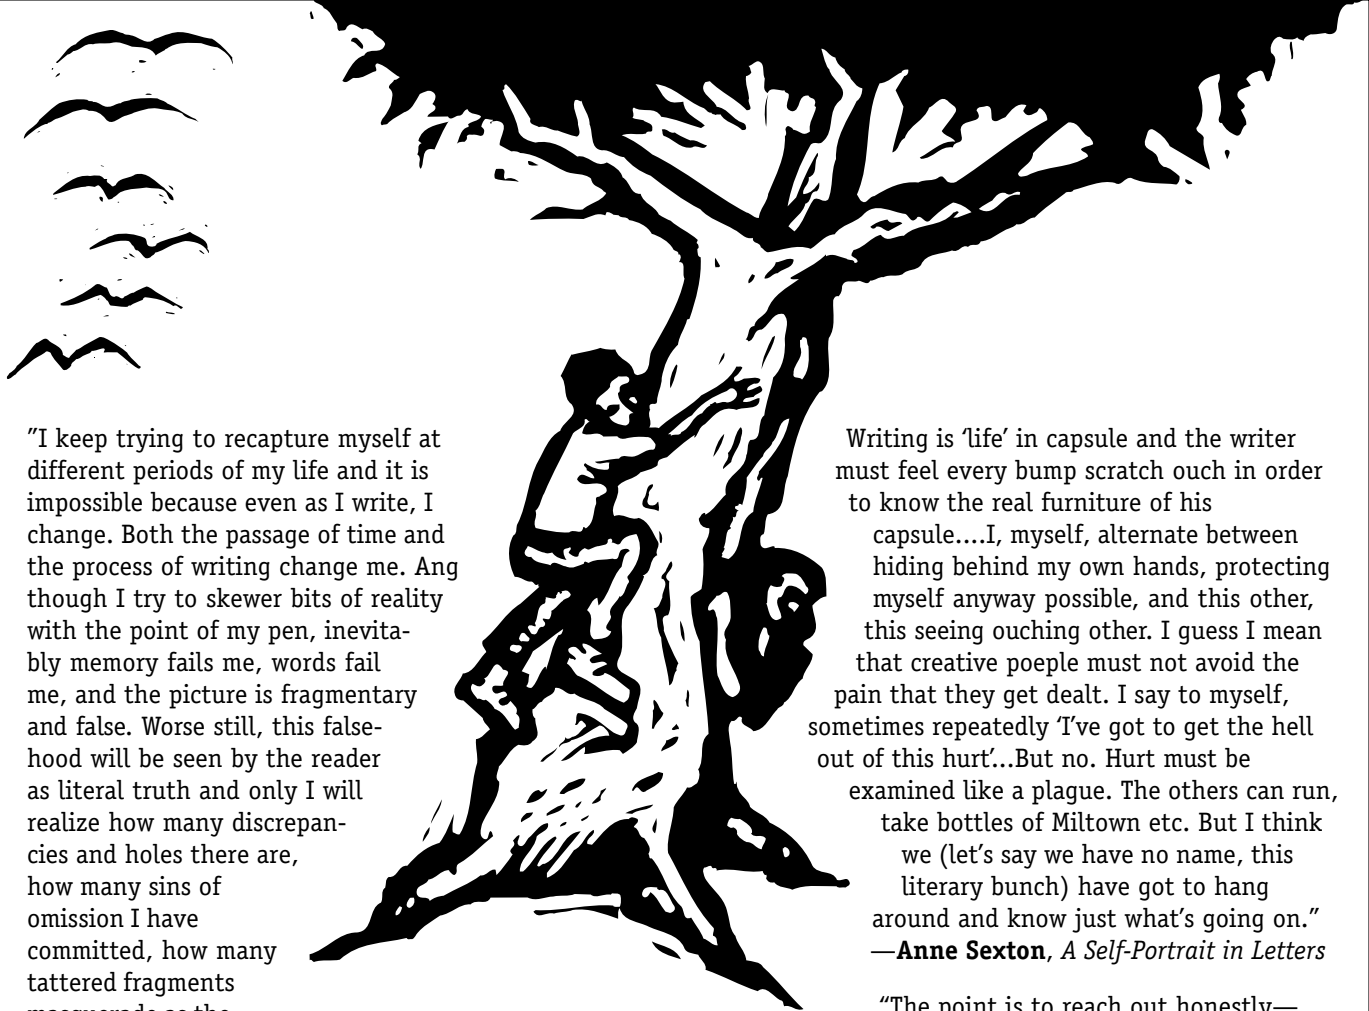 "I keep trying to recapture myself at
different periods of my life and it is
impossible because even as I write, I
change. Both the passage of time and
the process of writing change me. Ang
though I try to skewer bits of reality
with the point of my pen, inevita-
bly memory fails me, words fail
me, and the picture is fragmentary
and false. Worse still, this false-
hood will be seen by the reader
as literal truth and only I will
realize how many discrepan-
cies and holes there are,
how many sins of
omission I have
committed, how many
tattered fragments
masquerade as the
Writing is ‘life’ in capsule and the writer
must feel every bump scratch ouch in order
to know the real furniture of his
capsule....I, myself, alternate between
hiding behind my own hands, protecting
myself anyway possible, and this other,
this seeing ouching other. I guess I mean
that creative poeple must not avoid the
pain that they get dealt. I say to myself,
sometimes repeatedly ‘I’ve got to get the hell
out of this hurt’...But no. Hurt must be
examined like a plague. The others can run,
take bottles of Miltown etc. But I think
we (let’s say we have no name, this
literary bunch) have got to hang
around and know just what’s going on.”
—Anne Sexton, A Self-Portrait in Letters
“The point is to reach out honestly—